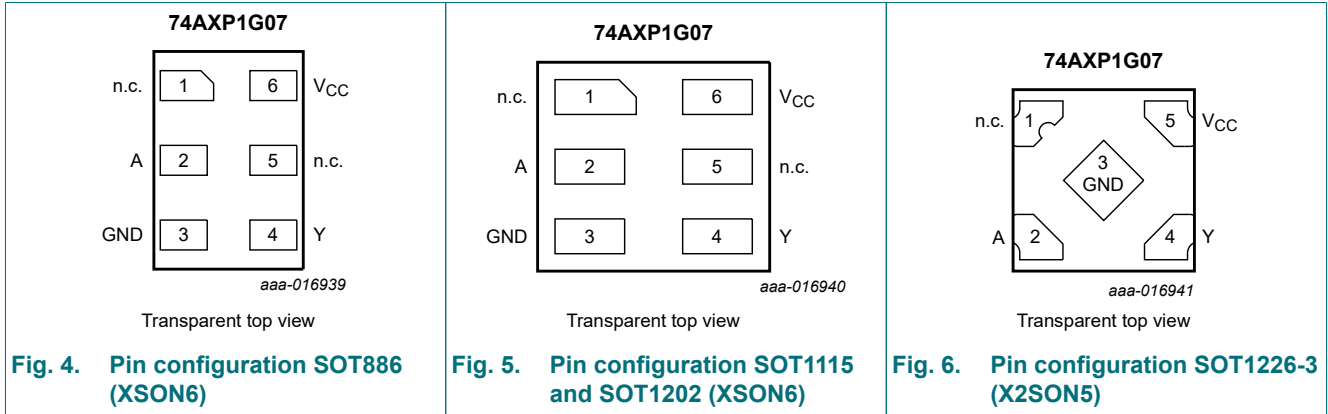 74AXP1G07
n.c. 1 6 VCC
A 2 5 n.c.
GND 3 4 Y
aaa-016939
Transparent top view
Fig. 4. Pin configuration SOT886
(XSON6)
74AXP1G07
n.c. 1 6 VCC
A 2 5 n.c.
GND 3 4 Y
aaa-016940
Transparent top view
Fig. 5. Pin configuration SOT1115
and SOT1202 (XSON6)
74AXP1G07
n.c. 1 5 VCC
3
GND
A 2 4 Y
aaa-016941
Transparent top view
Fig. 6. Pin configuration SOT1226-3
(X2SON5)